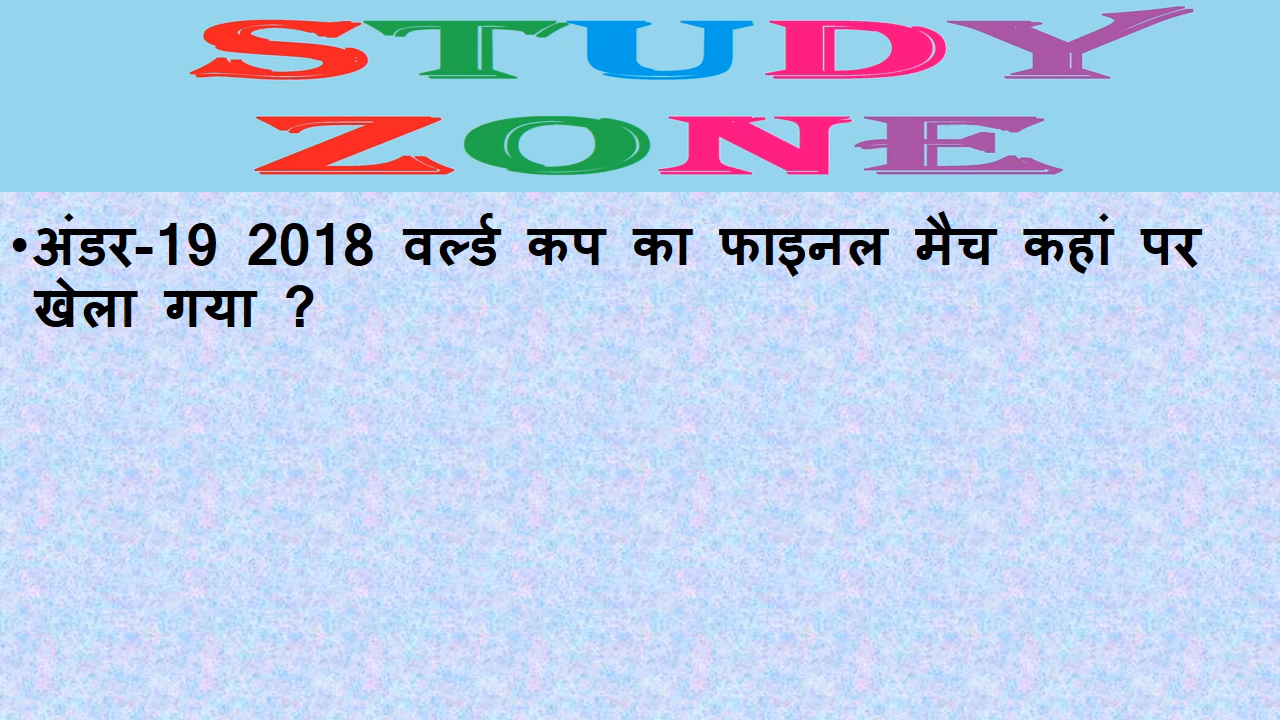 STUDY
ZONE
•अंडर-19 2018 वर्ल्ड कप का फाइनल मैच कहां पर
खेला गया ?